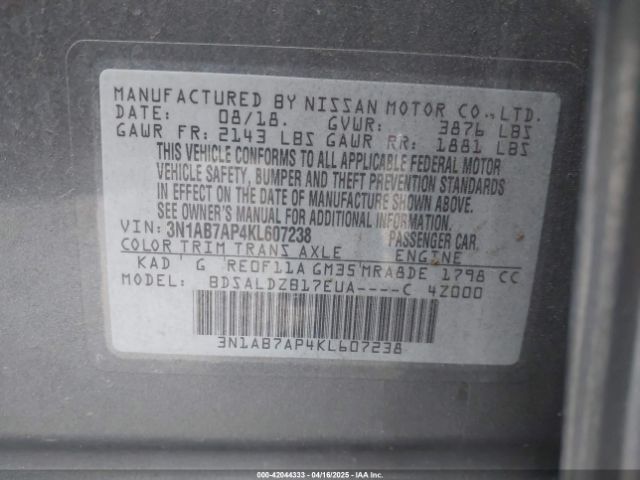 MANUFACTURED BY NISSAN MOTOR CO.,LTD.
DATE: 08/18. GVWR: 3876 LBS
GAWR FR: 2143 LBS GAWR RR: 1881 LBS
THIS VEHICLE CONFORMS TO ALL APPLICABLE FEDERAL MOTOR
VEHICLE SAFETY, BUMPER AND THEFT PREVENTION STANDARDS
IN EFFECT ON THE DATE OF MANUFACTURE SHOWN ABOVE.
SEE OWNER'S MANUAL FOR ADDITIONAL INFORMATION.
VIN: 3N1AB7AP4KL607238 PASSENGER CAR.
COLOR TRIM TRANS AXLE ENGINE
KAD ' G RE0F11A GM35 MRA8DE 1798 CC
MODEL: BDSALDZB17EUA----C 4Z000
3N1AB7AP4KL607238
000-42044333 - 04/16/2025 - IAA Inc.